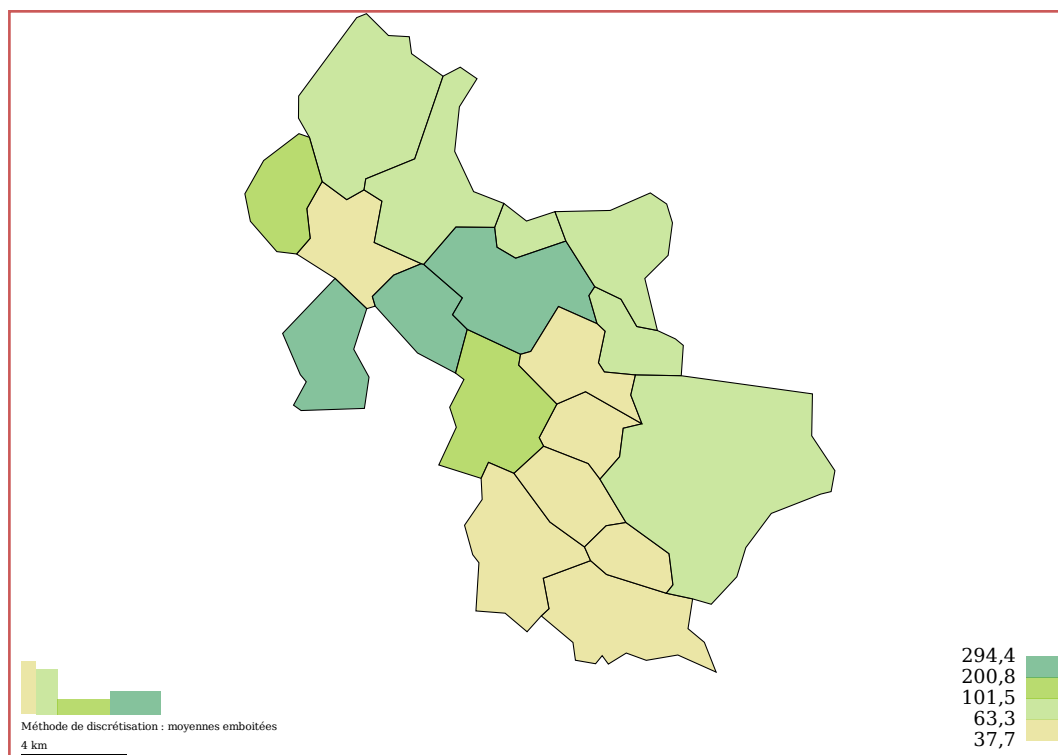 294,4
200,8
101,5
63,3
37,7
Méthode de discrétisation : moyennes emboitées
4 km